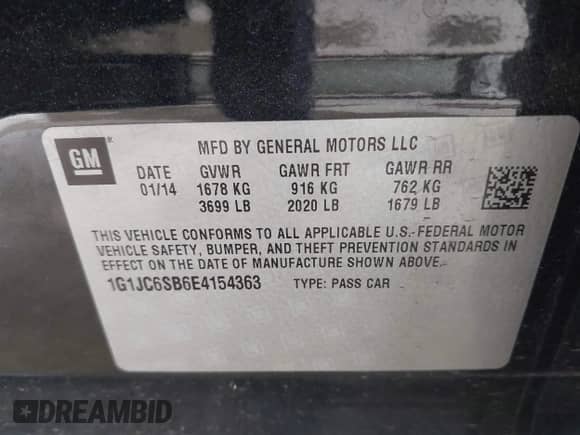 GM
MFD BY GENERAL MOTORS LLC
DATE GVWR GAWR FRT GAWR RR
01/14 1678 KG 916 KG 762 KG
3699 LB 2020 LB 1679 LB
THIS VEHICLE CONFORMS TO ALL APPLICABLE U.S. FEDERAL MOTOR
VEHICLE SAFETY, BUMPER, AND THEFT PREVENTION STANDARDS IN
EFFECT ON THE DATE OF MANUFACTURE SHOWN ABOVE.
1G1JC6SB6E4154363 TYPE: PASS CAR
DREAMBID